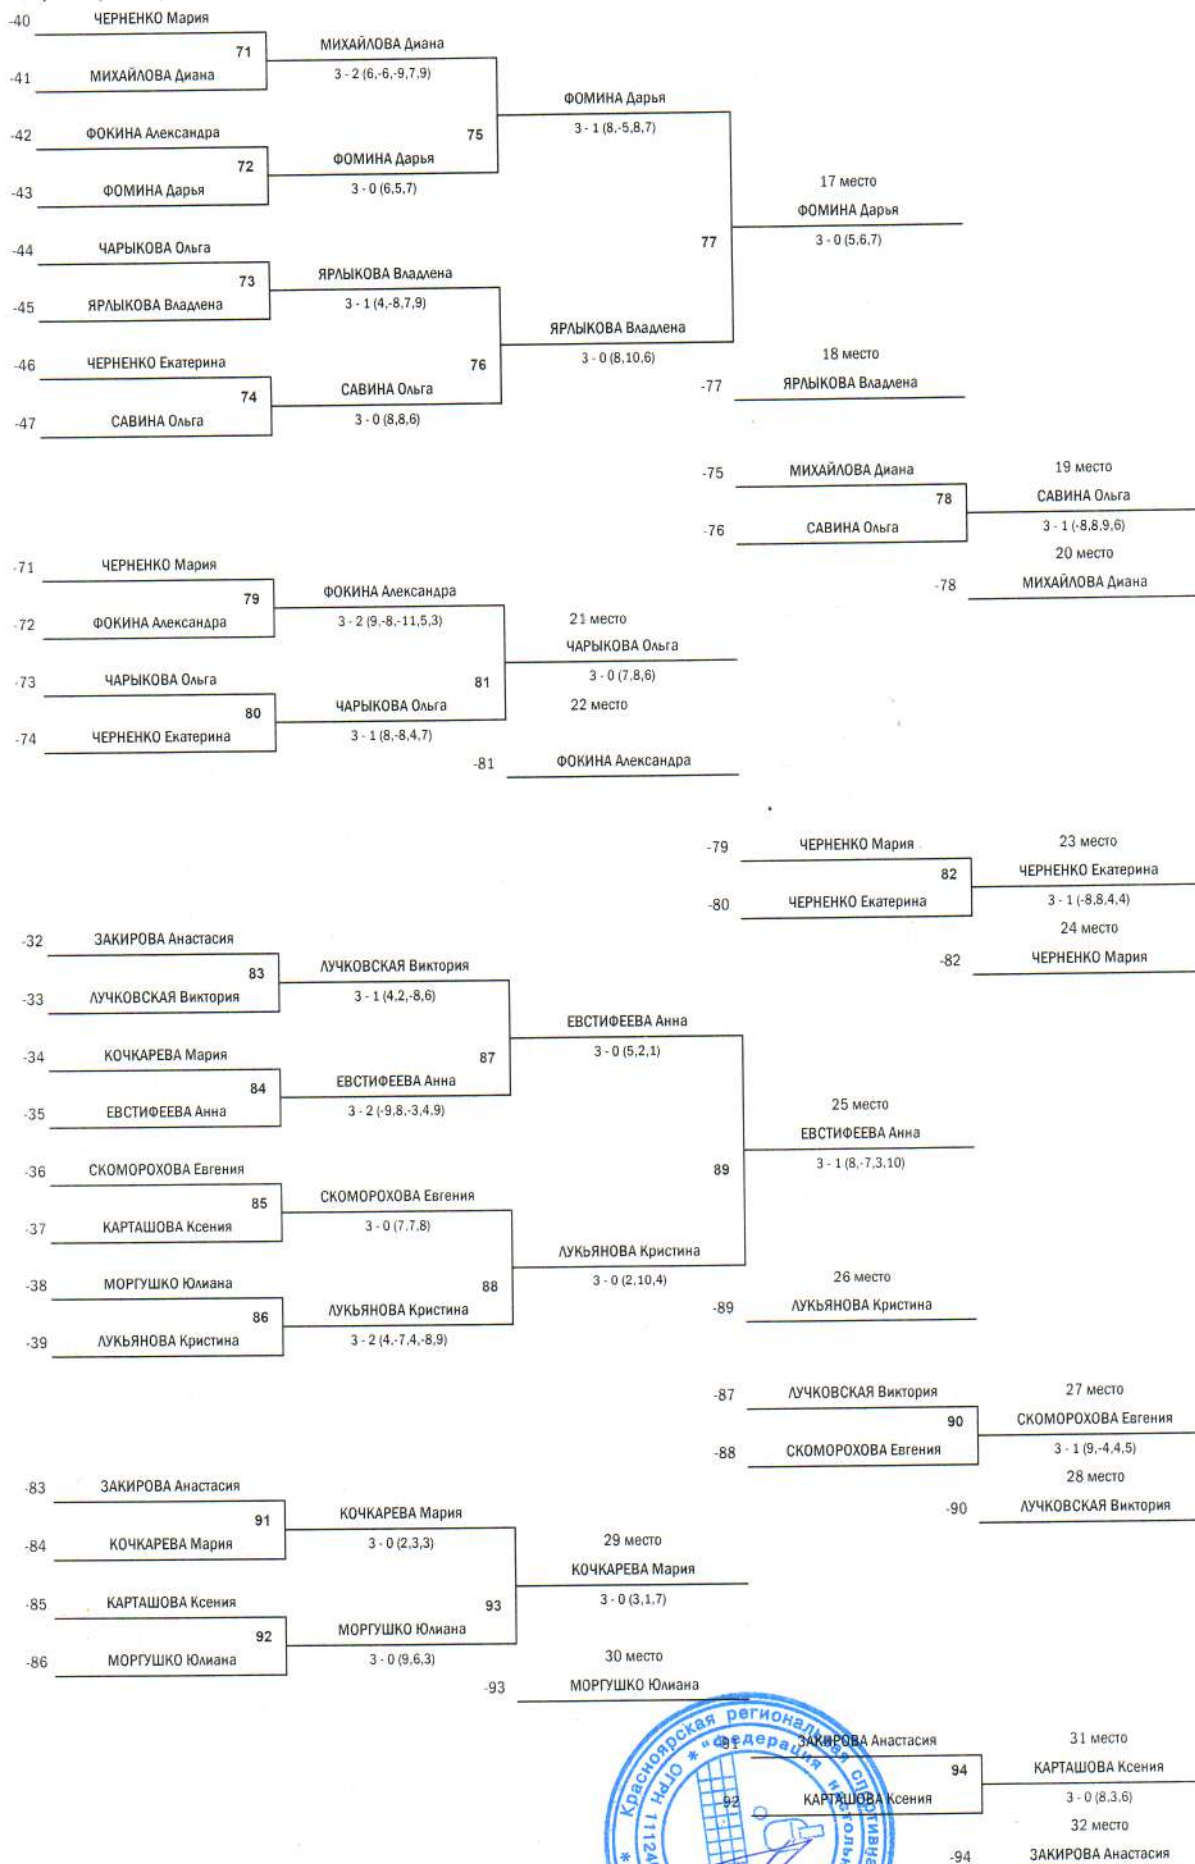 -40 ЧЕРНЕНКО Мария
71 МИХАЙЛОВА Диана
-41 МИХАЙЛОВА Диана 3 - 2 (6,-6,-9,7,9)
ФОМИНА Дарья
-42 ФОКИНА Александра 75 3 - 1 (8,-5,8,7)
72 ФОМИНА Дарья
-43 ФОМИНА Дарья 3 - 0 (6,5,7)
17 место
ФОМИНА Дарья
77 3 - 0 (5,6,7)
-44 ЧАРЫКОВА Ольга
73 ЯРЛЫКОВА Владлена
-45 ЯРЛЫКОВА Владлена 3 - 1 (4,-8,7,9)
ЯРЛЫКОВА Владлена
-46 ЧЕРНЕНКО Екатерина 76 3 - 0 (8,10,6)
74 САВИНА Ольга
-47 САВИНА Ольга 3 - 0 (8,8,6)
18 место
-77 ЯРЛЫКОВА Владлена
-75 МИХАЙЛОВА Диана 19 место
78 САВИНА Ольга
-76 САВИНА Ольга 3 - 1 (-8,8,9,6)
20 место
-78 МИХАЙЛОВА Диана
-71 ЧЕРНЕНКО Мария
79 ФОКИНА Александра
-72 ФОКИНА Александра 3 - 2 (9,-8,-11,5,3)
21 место
ЧАРЫКОВА Ольга
-73 ЧАРЫКОВА Ольга 81 3 - 0 (7,8,6)
80 ЧАРЫКОВА Ольга
-74 ЧЕРНЕНКО Екатерина 3 - 1 (8,-8,4,7)
22 место
-81 ФОКИНА Александра
-79 ЧЕРНЕНКО Мария 23 место
82 ЧЕРНЕНКО Екатерина
-80 ЧЕРНЕНКО Екатерина 3 - 1 (-8,8,4,4)
24 место
-82 ЧЕРНЕНКО Мария
-32 ЗАКИРОВА Анастасия
83 ЛУЧКОВСКАЯ Виктория
-33 ЛУЧКОВСКАЯ Виктория 3 - 1 (4,2,-8,6)
ЕВСТИФЕЕВА Анна
-34 КОЧКАРЕВА Мария 87 3 - 0 (5,2,1)
84 ЕВСТИФЕЕВА Анна
-35 ЕВСТИФЕЕВА Анна 3 - 2 (-9,8,-3,4,9)
25 место
ЕВСТИФЕЕВА Анна
89 3 - 1 (8,-7,3,10)
-36 СКОМОРОХОВА Евгения
85 СКОМОРОХОВА Евгения
-37 КАРТАШОВА Ксения 3 - 0 (7,7,8)
ЛУКЬЯНОВА Кристина
-38 МОРГУШКО Юлиана 88 3 - 0 (2,10,4)
86 ЛУКЬЯНОВА Кристина
-39 ЛУКЬЯНОВА Кристина 3 - 2 (4,-7,4,-8,9)
26 место
-89 ЛУКЬЯНОВА Кристина
-87 ЛУЧКОВСКАЯ Виктория 27 место
90 СКОМОРОХОВА Евгения
-88 СКОМОРОХОВА Евгения 3 - 1 (9,-4,4,5)
28 место
-90 ЛУЧКОВСКАЯ Виктория
-83 ЗАКИРОВА Анастасия
91 КОЧКАРЕВА Мария
-84 КОЧКАРЕВА Мария 3 - 0 (2,3,3)
29 место
КОЧКАРЕВА Мария
-85 КАРТАШОВА Ксения 93 3 - 0 (3,1,7)
92 МОРГУШКО Юлиана
-86 МОРГУШКО Юлиана 3 - 0 (9,6,3)
30 место
-93 МОРГУШКО Юлиана
-91 ЗАКИРОВА Анастасия 31 место
94 КАРТАШОВА Ксения
-92 КАРТАШОВА Ксения 3 - 0 (8,3,6)
32 место
-94 ЗАКИРОВА Анастасия
Красноярская региональная
* "Федерация
ОГРН